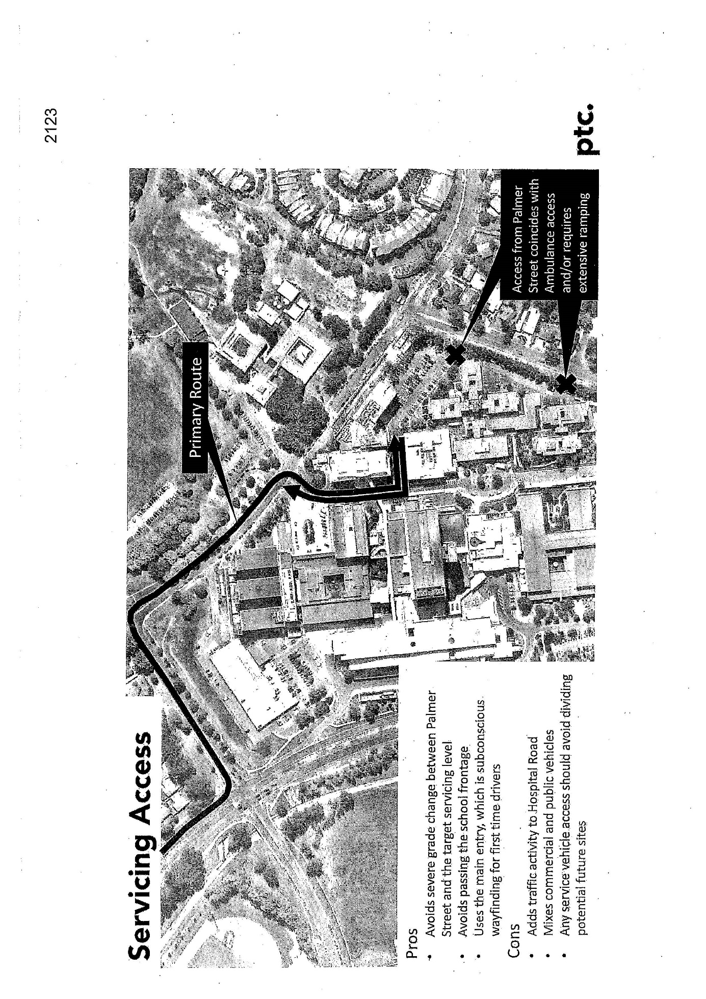 2123
Servicing Access
Primary Route
Access from Palmer
Street coincides with
Ambulance access
and/or requires
extensive ramping
Pros
• Avoids severe grade change between Palmer
Street and the target servicing level
• Avoids passing the school frontage
• Uses the main entry, which is subconscious
wayfinding for first time drivers
Cons
• Adds traffic activity to Hospital Road
• Mixes commercial and public vehicles
• Any service vehicle access should avoid dividing
potential future sites
ptc.